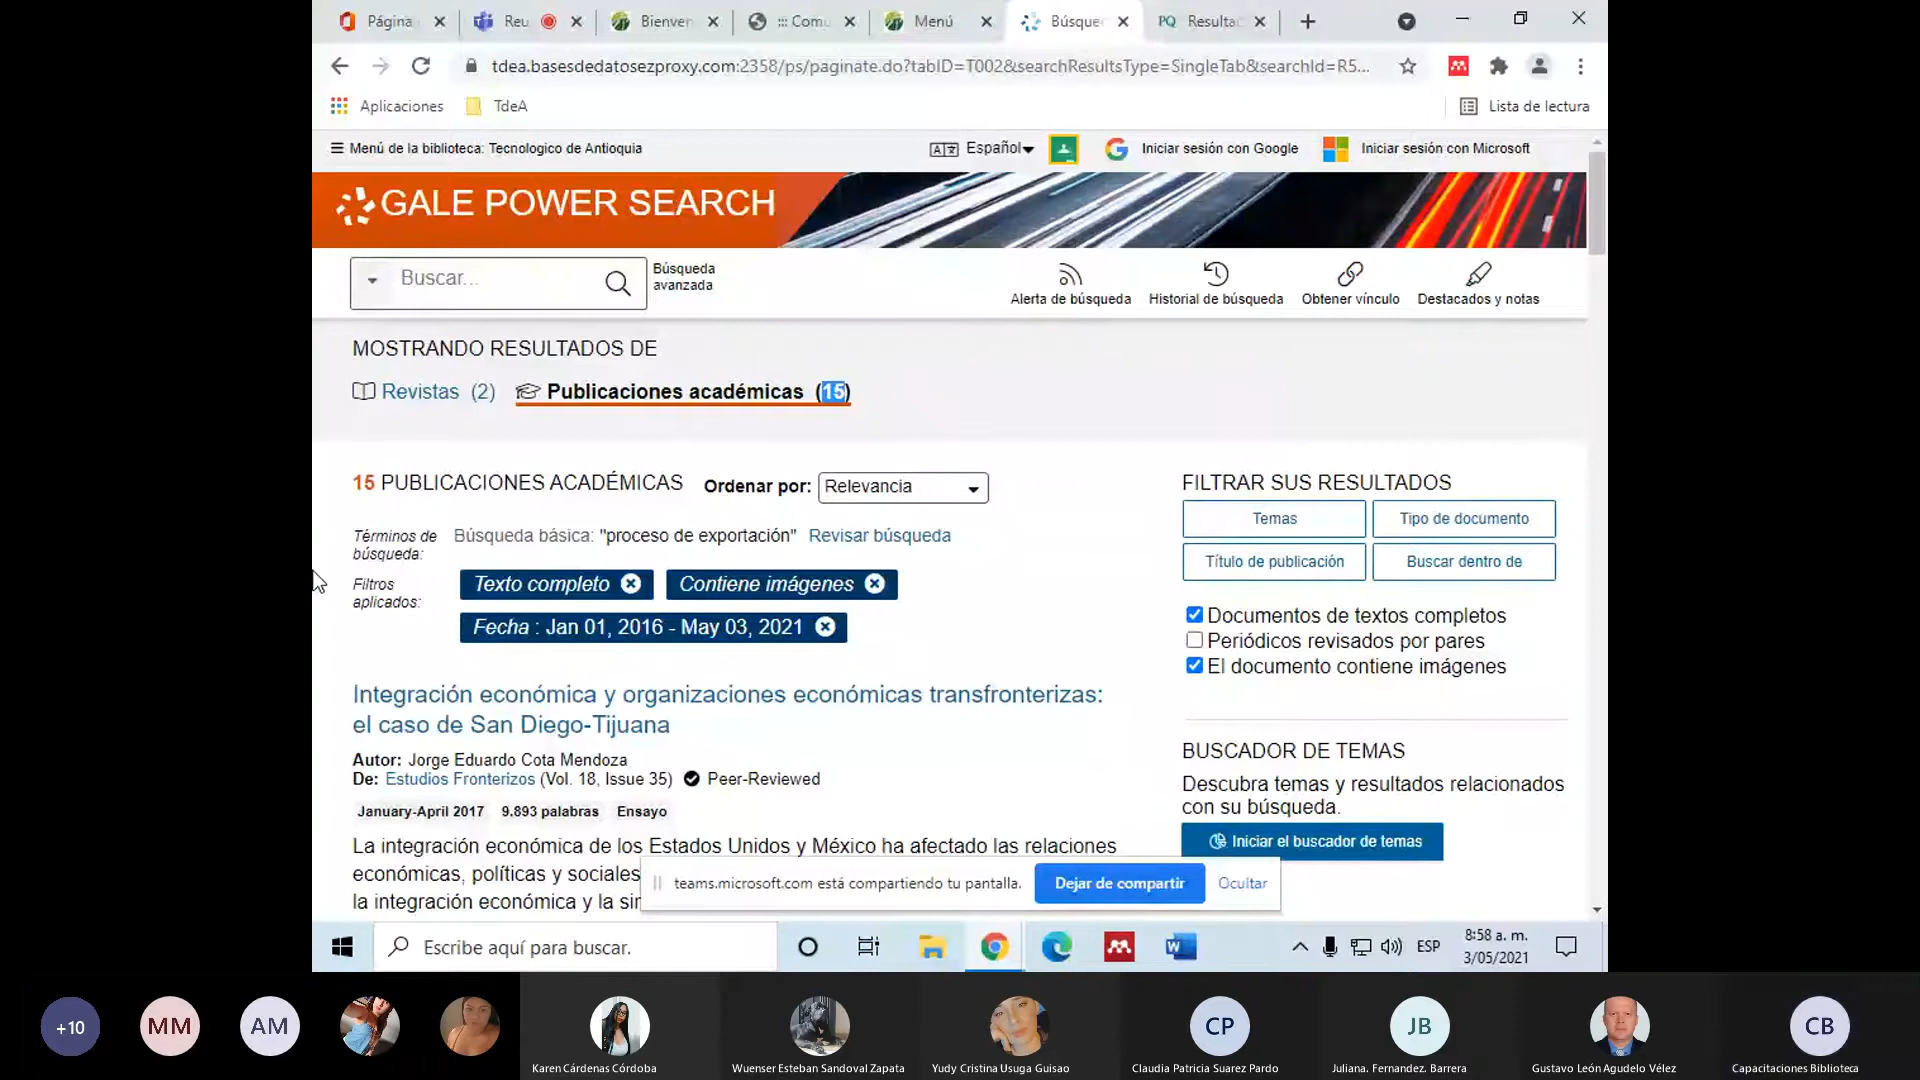 Página
Reu
Bienven
::: Comu
Menú
Búsque
PQ Resulta
tdea.basesdedatosezproxy.com:2358/ps/paginate.do?tabID=T002&searchResultsType=SingleTab&searchId=R5...
Aplicaciones TdeA Lista de lectura
Menú de la biblioteca: Tecnologico de Antioquia Español Iniciar sesión con Google Iniciar sesión con Microsoft
GALE POWER SEARCH
Buscar...
Búsqueda
avanzada
Alerta de búsqueda Historial de búsqueda Obtener vínculo Destacados y notas
MOSTRANDO RESULTADOS DE
Revistas (2) Publicaciones académicas (15)
15 PUBLICACIONES ACADÉMICAS Ordenar por: Relevancia
Términos de
búsqueda:
Búsqueda básica: "proceso de exportación" Revisar búsqueda
Filtros
aplicados:
Texto completo Contiene imágenes
Fecha : Jan 01, 2016 - May 03, 2021
Integración económica y organizaciones económicas transfronterizas:
el caso de San Diego-Tijuana
Autor: Jorge Eduardo Cota Mendoza
De: Estudios Fronterizos (Vol. 18, Issue 35) Peer-Reviewed
January-April 2017 9.893 palabras Ensayo
La integración económica de los Estados Unidos y México ha afectado las relaciones
económicas, políticas y sociales
la integración económica y la sin
FILTRAR SUS RESULTADOS
Temas Tipo de documento
Título de publicación Buscar dentro de
Documentos de textos completos
Periódicos revisados por pares
El documento contiene imágenes
BUSCADOR DE TEMAS
Descubra temas y resultados relacionados
con su búsqueda.
Iniciar el buscador de temas
teams.microsoft.com está compartiendo tu pantalla. Dejar de compartir Ocultar
Escribe aquí para buscar.
ESP
8:58 a. m.
3/05/2021
+10 MM AM CP JB CB
Karen Cárdenas Córdoba Wuenser Esteban Sandoval Zapata Yudy Cristina Usuga Guisao Claudia Patricia Suarez Pardo Juliana. Fernandez. Barrera Gustavo León Agudelo Vélez Capacitaciones Biblioteca